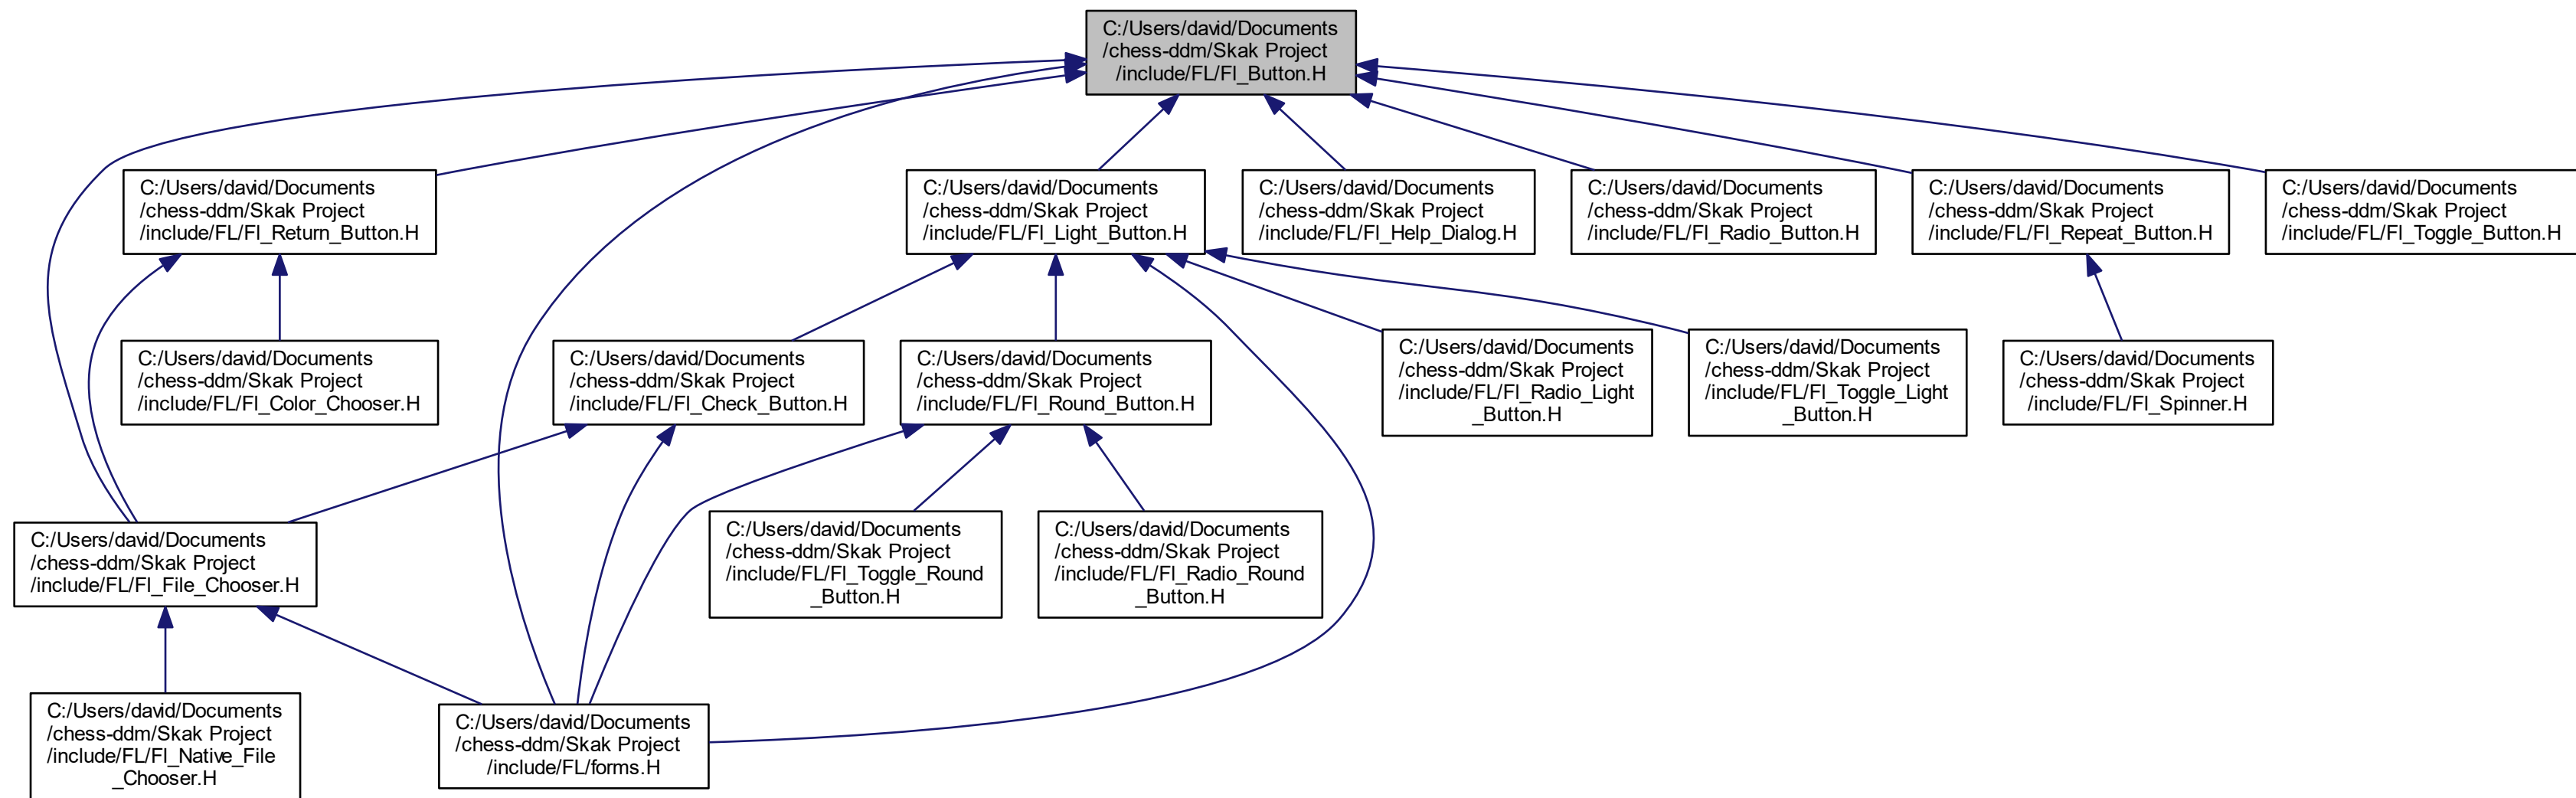 C:/Users/david/Documents
/chess-ddm/Skak Project
/include/FL/Fl_Button.H
C:/Users/david/Documents
/chess-ddm/Skak Project
/include/FL/Fl_Return_Button.H
C:/Users/david/Documents
/chess-ddm/Skak Project
/include/FL/Fl_Light_Button.H
C:/Users/david/Documents
/chess-ddm/Skak Project
/include/FL/Fl_Help_Dialog.H
C:/Users/david/Documents
/chess-ddm/Skak Project
/include/FL/Fl_Radio_Button.H
C:/Users/david/Documents
/chess-ddm/Skak Project
/include/FL/Fl_Repeat_Button.H
C:/Users/david/Documents
/chess-ddm/Skak Project
/include/FL/Fl_Toggle_Button.H
C:/Users/david/Documents
/chess-ddm/Skak Project
/include/FL/Fl_Color_Chooser.H
C:/Users/david/Documents
/chess-ddm/Skak Project
/include/FL/Fl_Check_Button.H
C:/Users/david/Documents
/chess-ddm/Skak Project
/include/FL/Fl_Round_Button.H
C:/Users/david/Documents
/chess-ddm/Skak Project
/include/FL/Fl_Radio_Light
_Button.H
C:/Users/david/Documents
/chess-ddm/Skak Project
/include/FL/Fl_Toggle_Light
_Button.H
C:/Users/david/Documents
/chess-ddm/Skak Project
/include/FL/Fl_Spinner.H
C:/Users/david/Documents
/chess-ddm/Skak Project
/include/FL/Fl_File_Chooser.H
C:/Users/david/Documents
/chess-ddm/Skak Project
/include/FL/Fl_Toggle_Round
_Button.H
C:/Users/david/Documents
/chess-ddm/Skak Project
/include/FL/Fl_Radio_Round
_Button.H
C:/Users/david/Documents
/chess-ddm/Skak Project
/include/FL/Fl_Native_File
_Chooser.H
C:/Users/david/Documents
/chess-ddm/Skak Project
/include/FL/forms.H